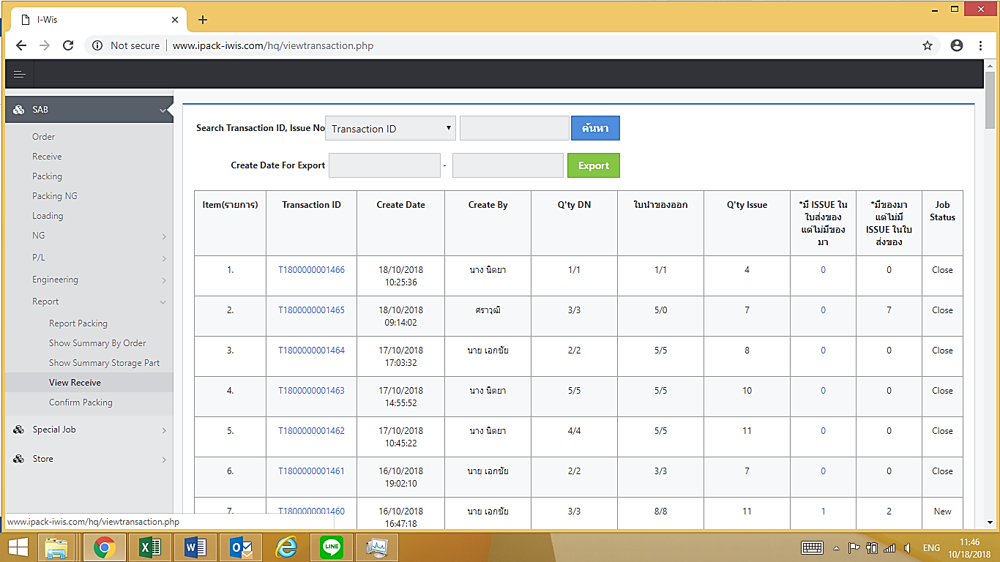 I-Wis
Not secure www.ipack-iwis.com/hq/viewtransaction.php
SAB
Order
Receive
Packing
Packing NG
Loading
NG
P/L
Engineering
Report
Report Packing
Show Summary By Order
Show Summary Storage Part
View Receive
Confirm Packing
Special Job
Store
Search Transaction ID, Issue No Transaction ID ค้นหา
Create Date For Export - Export
Item(รายการ) Transaction ID Create Date Create By Q'ty DN ใบนำของออก Q'ty Issue *มี ISSUE ใน ใบส่งของ แต่ไม่มีของ มา *มีของมา แต่ไม่มี ISSUE ในใบ ส่งของ Job Status
1. T1800000001466 18/10/2018 10:25:36 นาง นิตยา 1/1 1/1 4 0 0 Close
2. T1800000001465 18/10/2018 09:14:02 ศราวุฒิ 3/3 5/0 7 0 7 Close
3. T1800000001464 17/10/2018 17:03:32 นาย เอกชัย 2/2 5/5 8 0 0 Close
4. T1800000001463 17/10/2018 14:55:52 นาง นิตยา 5/5 5/5 10 0 0 Close
5. T1800000001462 17/10/2018 10:45:22 นาง นิตยา 4/4 5/5 11 0 0 Close
6. T1800000001461 16/10/2018 19:02:10 นาย เอกชัย 2/2 3/3 7 0 0 Close
7. T1800000001460 16/10/2018 16:47:18 นาย เอกชัย 3/3 8/8 11 1 2 New
www.ipack-iwis.com/hq/viewtransaction.php
LINE
ENG
11:46
10/18/2018